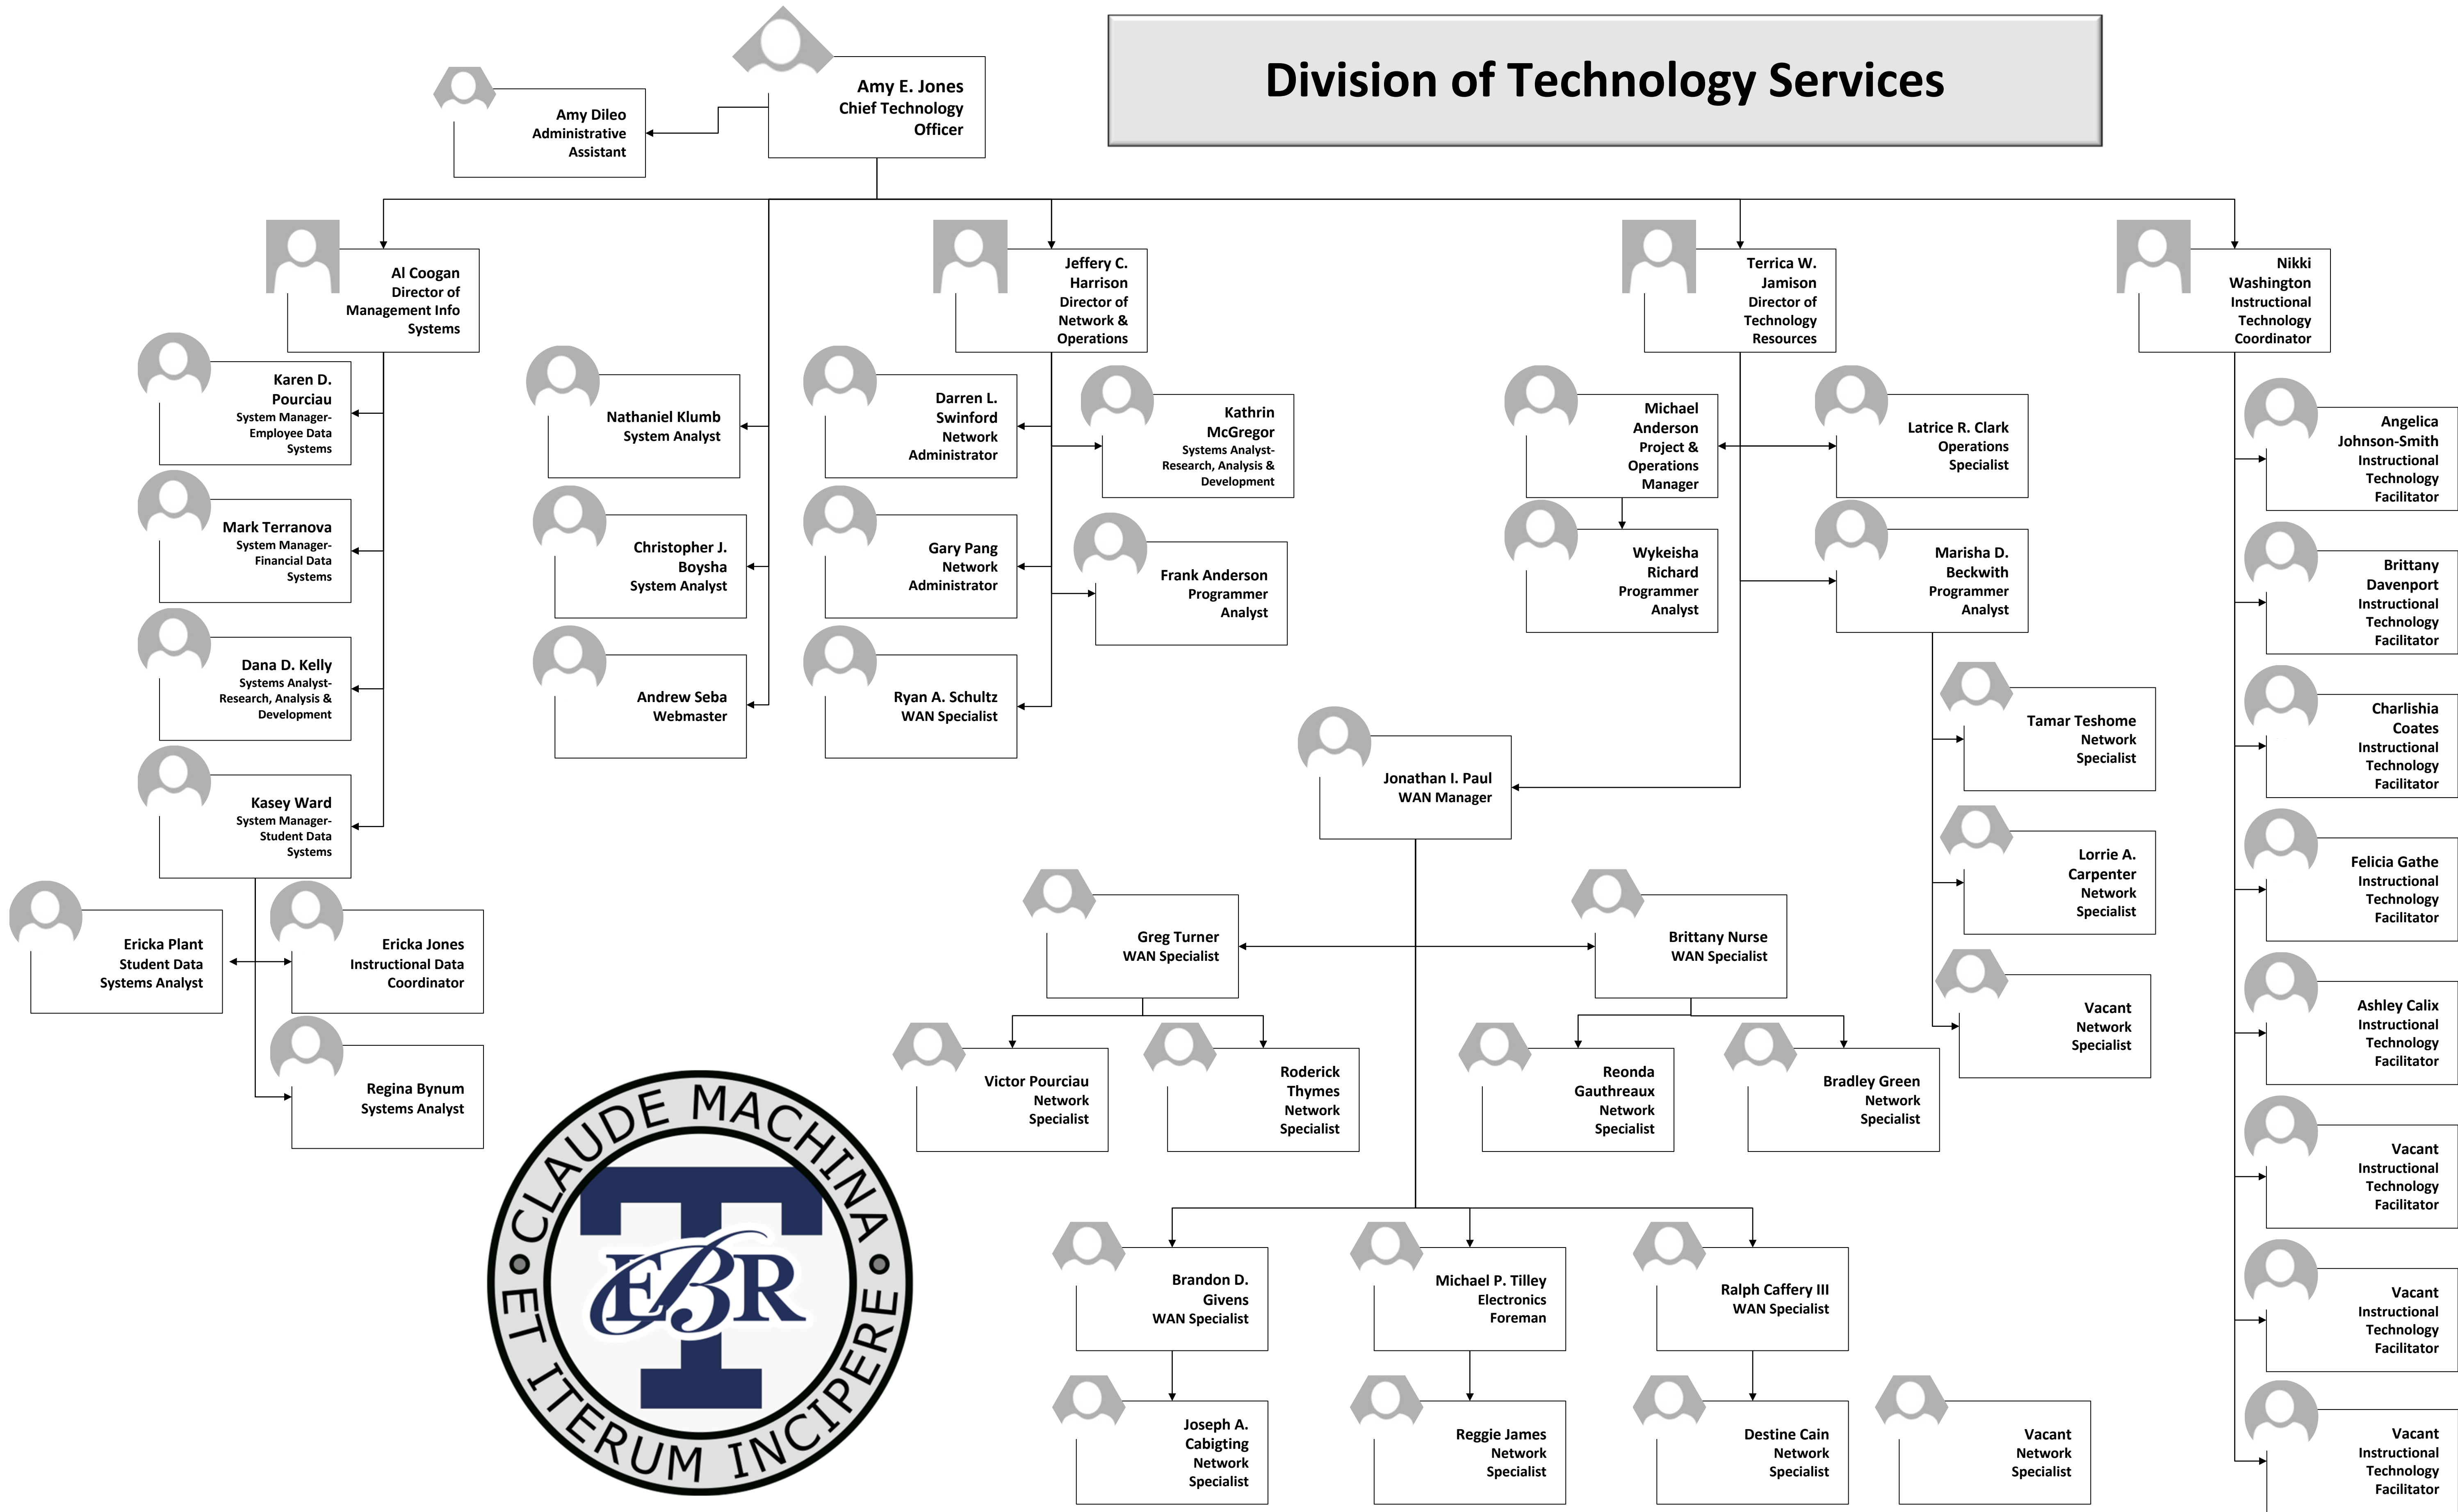 Division of Technology Services
Amy E. Jones
Chief Technology
Officer
Amy Dileo
Administrative
Assistant
Al Coogan
Director of
Management Info
Systems
Karen D.
Pourciau
System Manager-
Employee Data
Systems
Mark Terranova
System Manager-
Financial Data
Systems
Dana D. Kelly
Systems Analyst-
Research, Analysis &
Development
Kasey Ward
System Manager-
Student Data
Systems
Ericka Plant
Student Data
Systems Analyst
Ericka Jones
Instructional Data
Coordinator
Regina Bynum
Systems Analyst
Nathaniel Klumb
System Analyst
Christopher J.
Boysha
System Analyst
Andrew Seba
Webmaster
Jeffery C.
Harrison
Director of
Network &
Operations
Darren L.
Swinford
Network
Administrator
Kathrin
McGregor
Systems Analyst-
Research, Analysis &
Development
Gary Pang
Network
Administrator
Frank Anderson
Programmer
Analyst
Ryan A. Schultz
WAN Specialist
Terrica W.
Jamison
Director of
Technology
Resources
Michael
Anderson
Project &
Operations
Manager
Latrice R. Clark
Operations
Specialist
Wykeisha
Richard
Programmer
Analyst
Marisha D.
Beckwith
Programmer
Analyst
Tamar Teshome
Network
Specialist
Lorrie A.
Carpenter
Network
Specialist
Vacant
Network
Specialist
Jonathan I. Paul
WAN Manager
Greg Turner
WAN Specialist
Brittany Nurse
WAN Specialist
Victor Pourciau
Network
Specialist
Roderick
Thymes
Network
Specialist
Reonda
Gauthreaux
Network
Specialist
Bradley Green
Network
Specialist
Brandon D.
Givens
WAN Specialist
Michael P. Tilley
Electronics
Foreman
Ralph Caffery III
WAN Specialist
Joseph A.
Cabigting
Network
Specialist
Reggie James
Network
Specialist
Destine Cain
Network
Specialist
Vacant
Network
Specialist
Nikki
Washington
Instructional
Technology
Coordinator
Angelica
Johnson-Smith
Instructional
Technology
Facilitator
Brittany
Davenport
Instructional
Technology
Facilitator
Charlishia
Coates
Instructional
Technology
Facilitator
Felicia Gathe
Instructional
Technology
Facilitator
Ashley Calix
Instructional
Technology
Facilitator
Vacant
Instructional
Technology
Facilitator
Vacant
Instructional
Technology
Facilitator
Vacant
Instructional
Technology
Facilitator
CLAUDE MACHINA
ET ITERUM INCIPERE
T
EBR